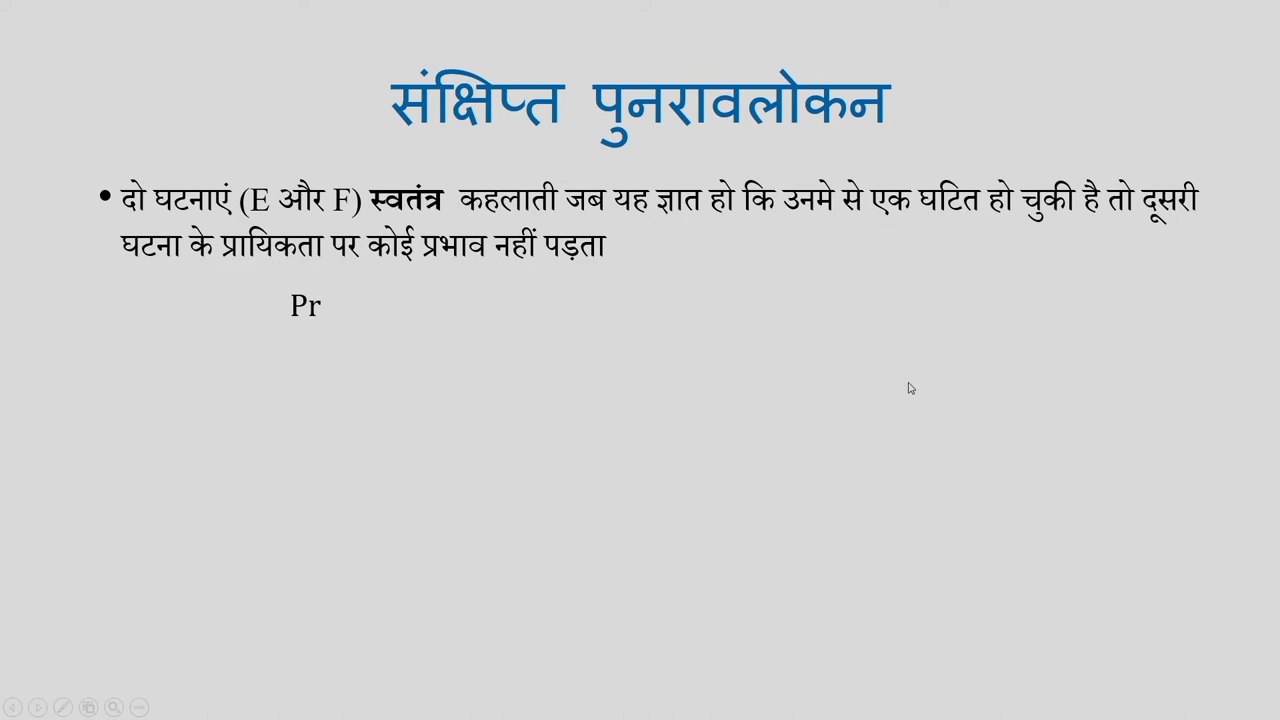 संक्षिप्त पुनरावलोकन
• दो घटनाएं (E और F) स्वतंत्र कहलाती जब यह ज्ञात हो कि उनमे से एक घटित हो चुकी है तो दूसरी
घटना के प्रायिकता पर कोई प्रभाव नहीं पड़ता
Pr